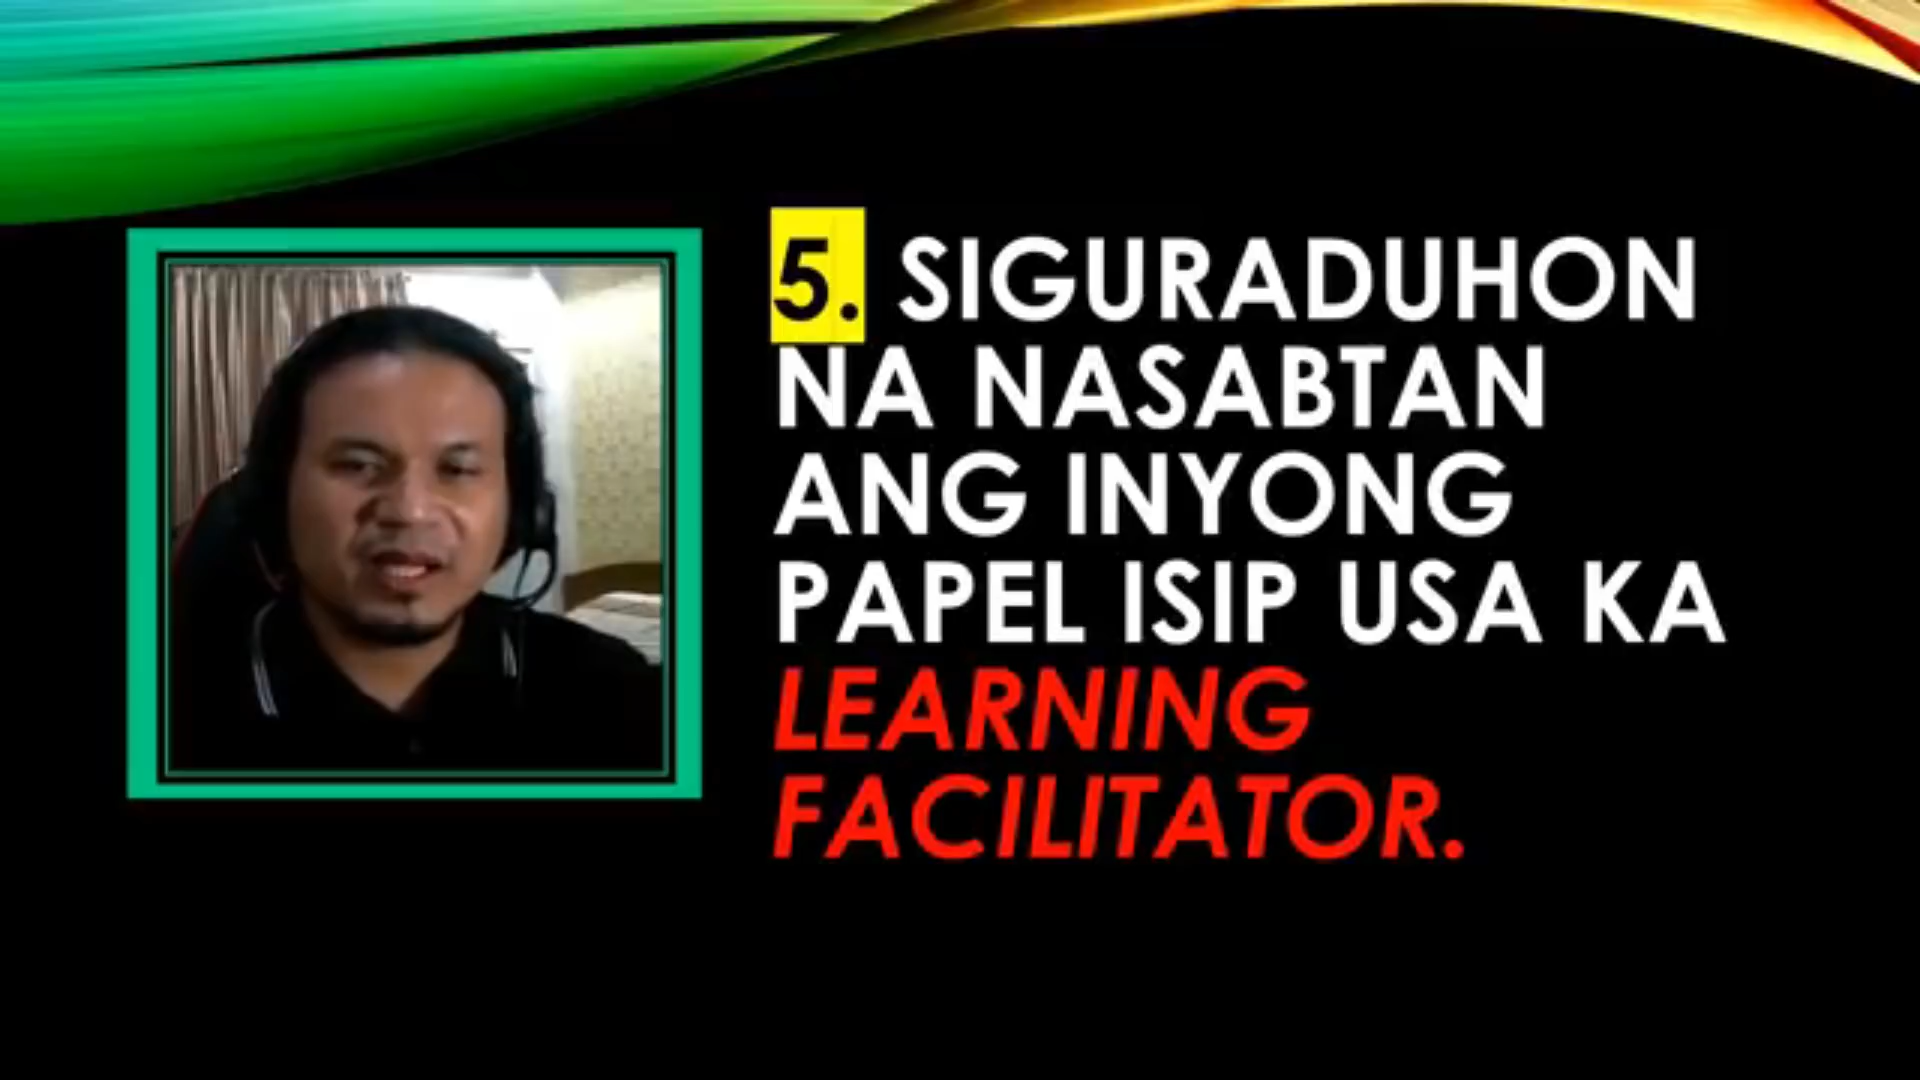 5. SIGURADUHON
NA NASABTAN
ANG INYONG
PAPEL ISIP USA KA
LEARNING
FACILITATOR.